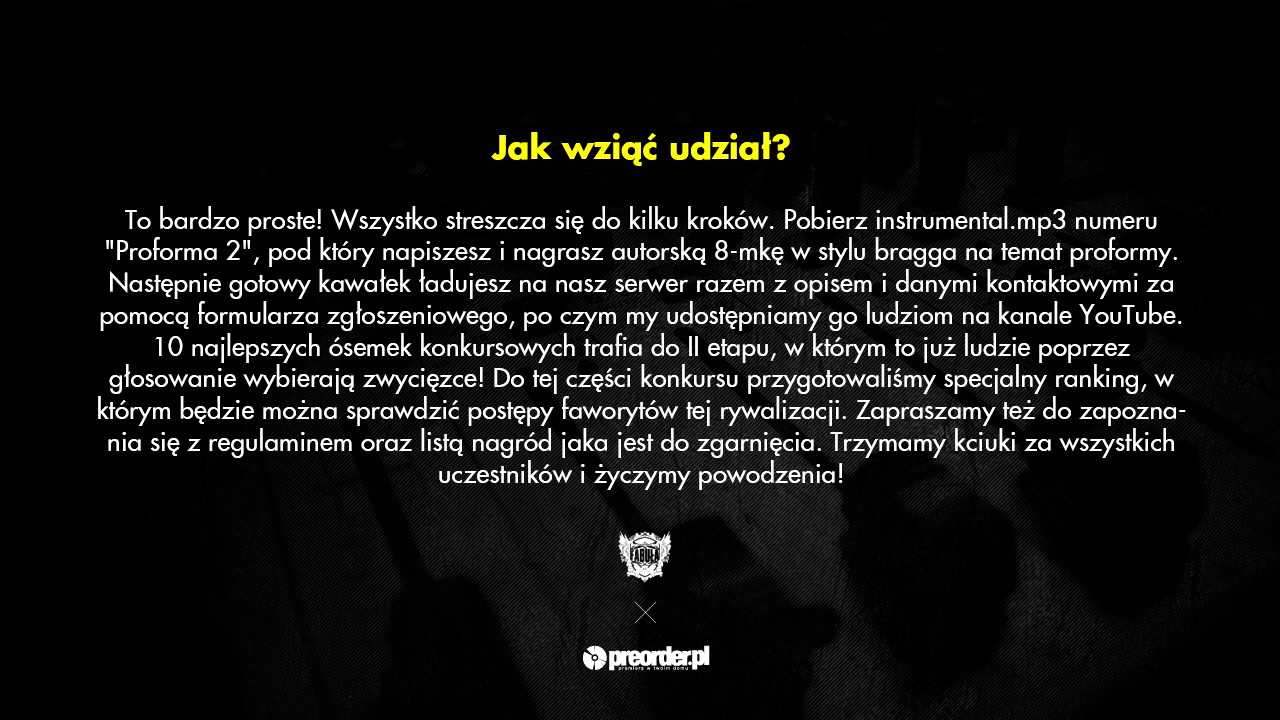 Jak wziąć udział?
To bardzo proste! Wszystko streszcza się do kilku kroków. Pobierz instrumental.mp3 numeru
"Proforma 2", pod który napiszesz i nagrasz autorską 8-mkę w stylu bragga na temat proformy.
Następnie gotowy kawałek ładujesz na nasz serwer razem z opisem i danymi kontaktowymi za
pomocą formularza zgłoszeniowego, po czym my udostępniamy go ludziom na kanale YouTube.
10 najlepszych ósemek konkursowych trafia do II etapu, w którym to już ludzie poprzez
głosowanie wybierają zwycięzce! Do tej części konkursu przygotowaliśmy specjalny ranking, w
którym będzie można sprawdzić postępy faworytów tej rywalizacji. Zapraszamy też do zapozna-
nia się z regulaminem oraz listą nagród jaka jest do zgarnięcia. Trzymamy kciuki za wszystkich
uczestników i życzymy powodzenia!
FABUŁA
preorder.pl
premiera w twoim domu